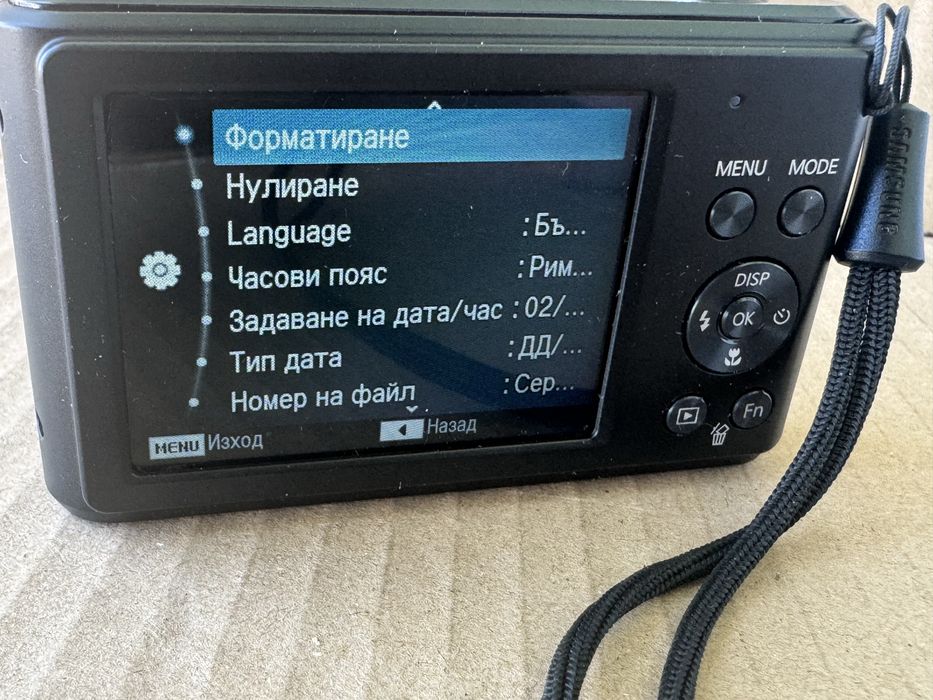 Форматиране
Нулиране
Language :Бъ...
Часови пояс :Рим...
Задаване на дата/час :02/...
Тип дата :ДД/...
Номер на файл :Сер...
MENU Изход Назад
MENU MODE
DISP
OK
Fn
SAMSUNG